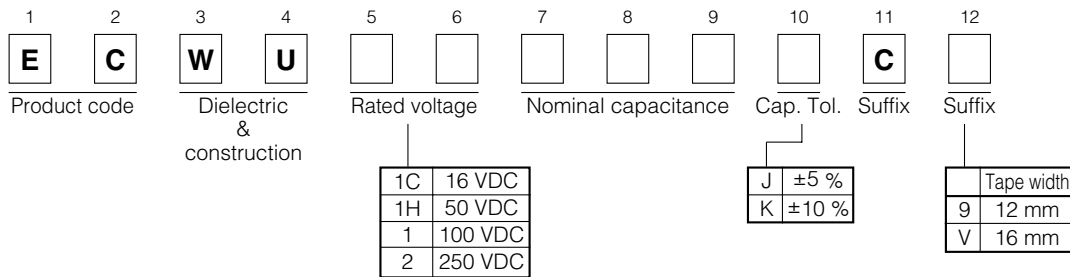 1 2 3 4 5 6 7 8 9 10 11 12
E C W U C
Product code Dielectric & construction Rated voltage Nominal capacitance Cap. Tol. Suffix Suffix
1C 16 VDC
1H 50 VDC
1 100 VDC
2 250 VDC
J ±5 %
K ±10 %
Tape width
9 12 mm
V 16 mm